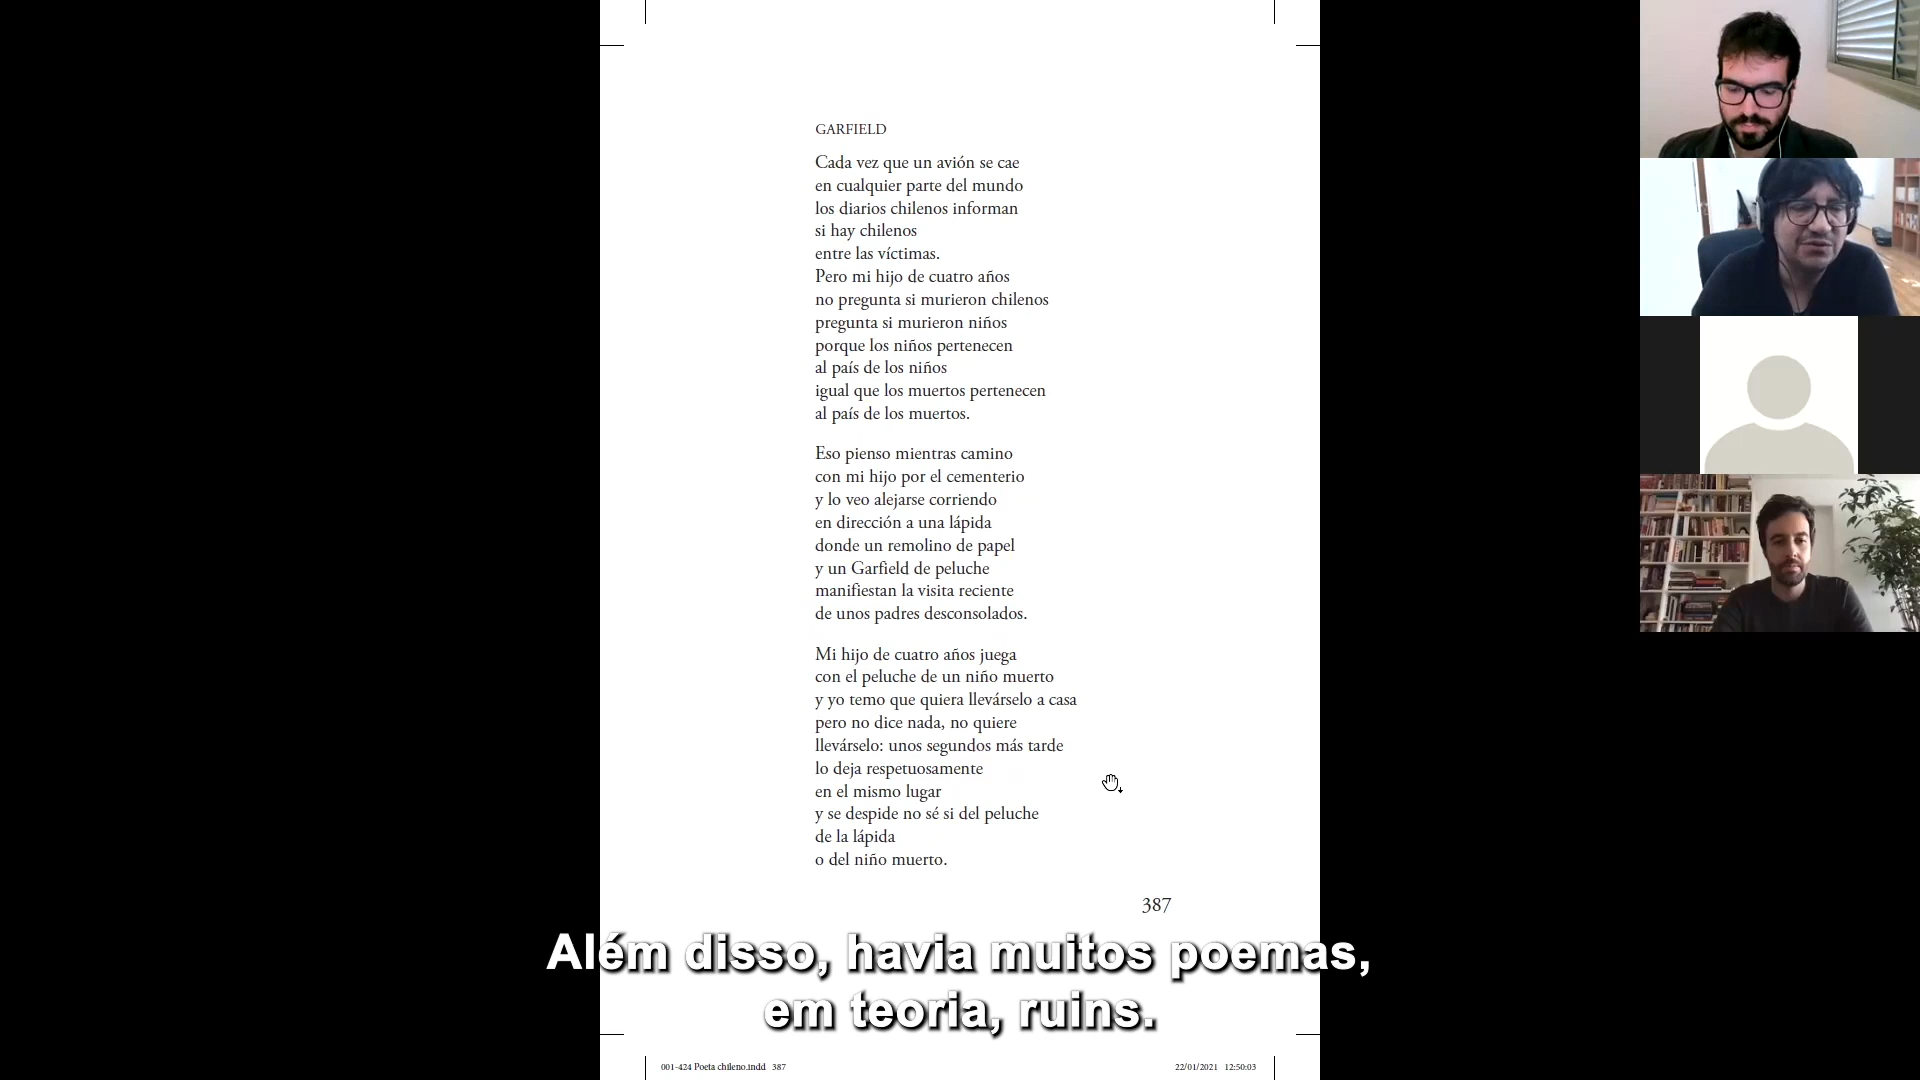 GARFIELD
Cada vez que un avión se cae
en cualquier parte del mundo
los diarios chilenos informan
si hay chilenos
entre las víctimas.
Pero mi hijo de cuatro años
no pregunta si murieron chilenos
pregunta si murieron niños
porque los niños pertenecen
al país de los niños
igual que los muertos pertenecen
al país de los muertos.
Eso pienso mientras camino
con mi hijo por el cementerio
y lo veo alejarse corriendo
en dirección a una lápida
donde un remolino de papel
y un Garfield de peluche
manifiestan la visita reciente
de unos padres desconsolados.
Mi hijo de cuatro años juega
con el peluche de un niño muerto
y yo temo que quiera llevárselo a casa
pero no dice nada, no quiere
llevárselo: unos segundos más tarde
lo deja respetuosamente
en el mismo lugar
y se despide no sé si del peluche
de la lápida
o del niño muerto.
387
Além disso, havia muitos poemas,
em teoria, ruins.
001-424 Poeta chileno.indd 387
22/01/2021 12:50:03